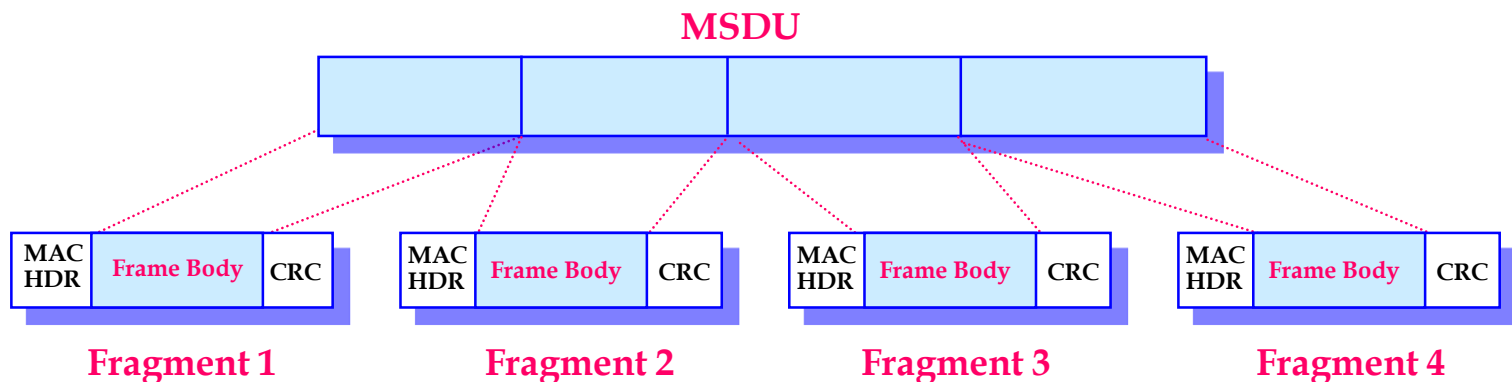 MSDU
MAC
HDR
Frame Body
CRC
MAC
HDR
Frame Body
CRC
MAC
HDR
Frame Body
CRC
MAC
HDR
Frame Body
CRC
Fragment 1
Fragment 2
Fragment 3
Fragment 4